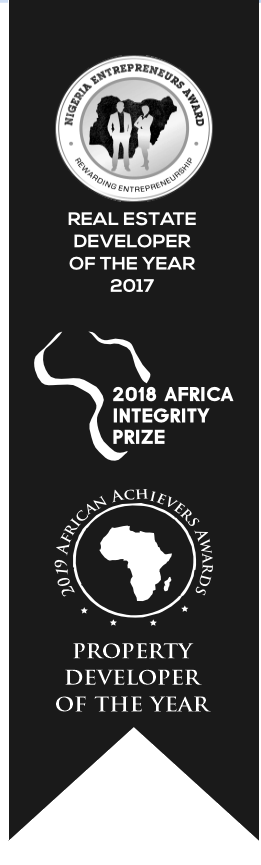 NIGERIA ENTREPRENEURS AWARD
REWARDING ENTREPRENEURSHIP
REAL ESTATE
DEVELOPER
OF THE YEAR
2017
2018 AFRICA
INTEGRITY
PRIZE
2019 AFRICAN ACHIEVERS AWARDS
PROPERTY
DEVELOPER
OF THE YEAR